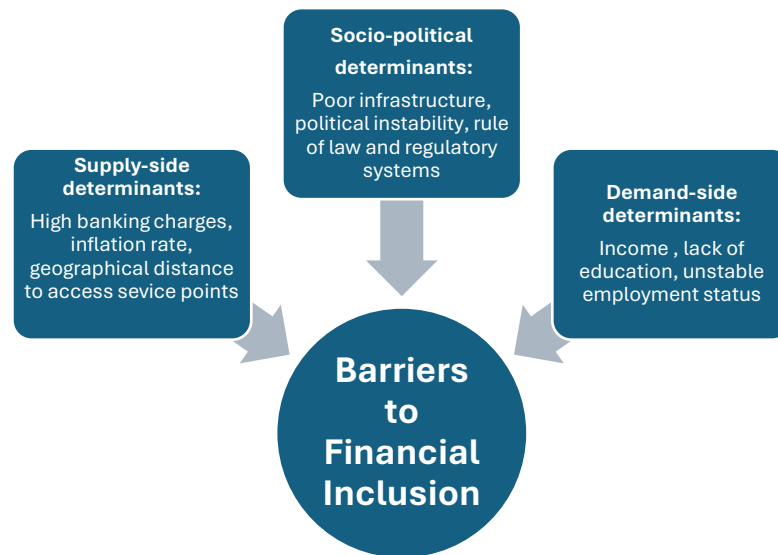 Socio-political
determinants:
Poor infrastructure,
political instability, rule
of law and regulatory
systems
Supply-side
determinants:
High banking charges,
inflation rate,
geographical distance
to access sevice points
Demand-side
determinants:
Income , lack of
education, unstable
employment status
Barriers
to
Financial
Inclusion